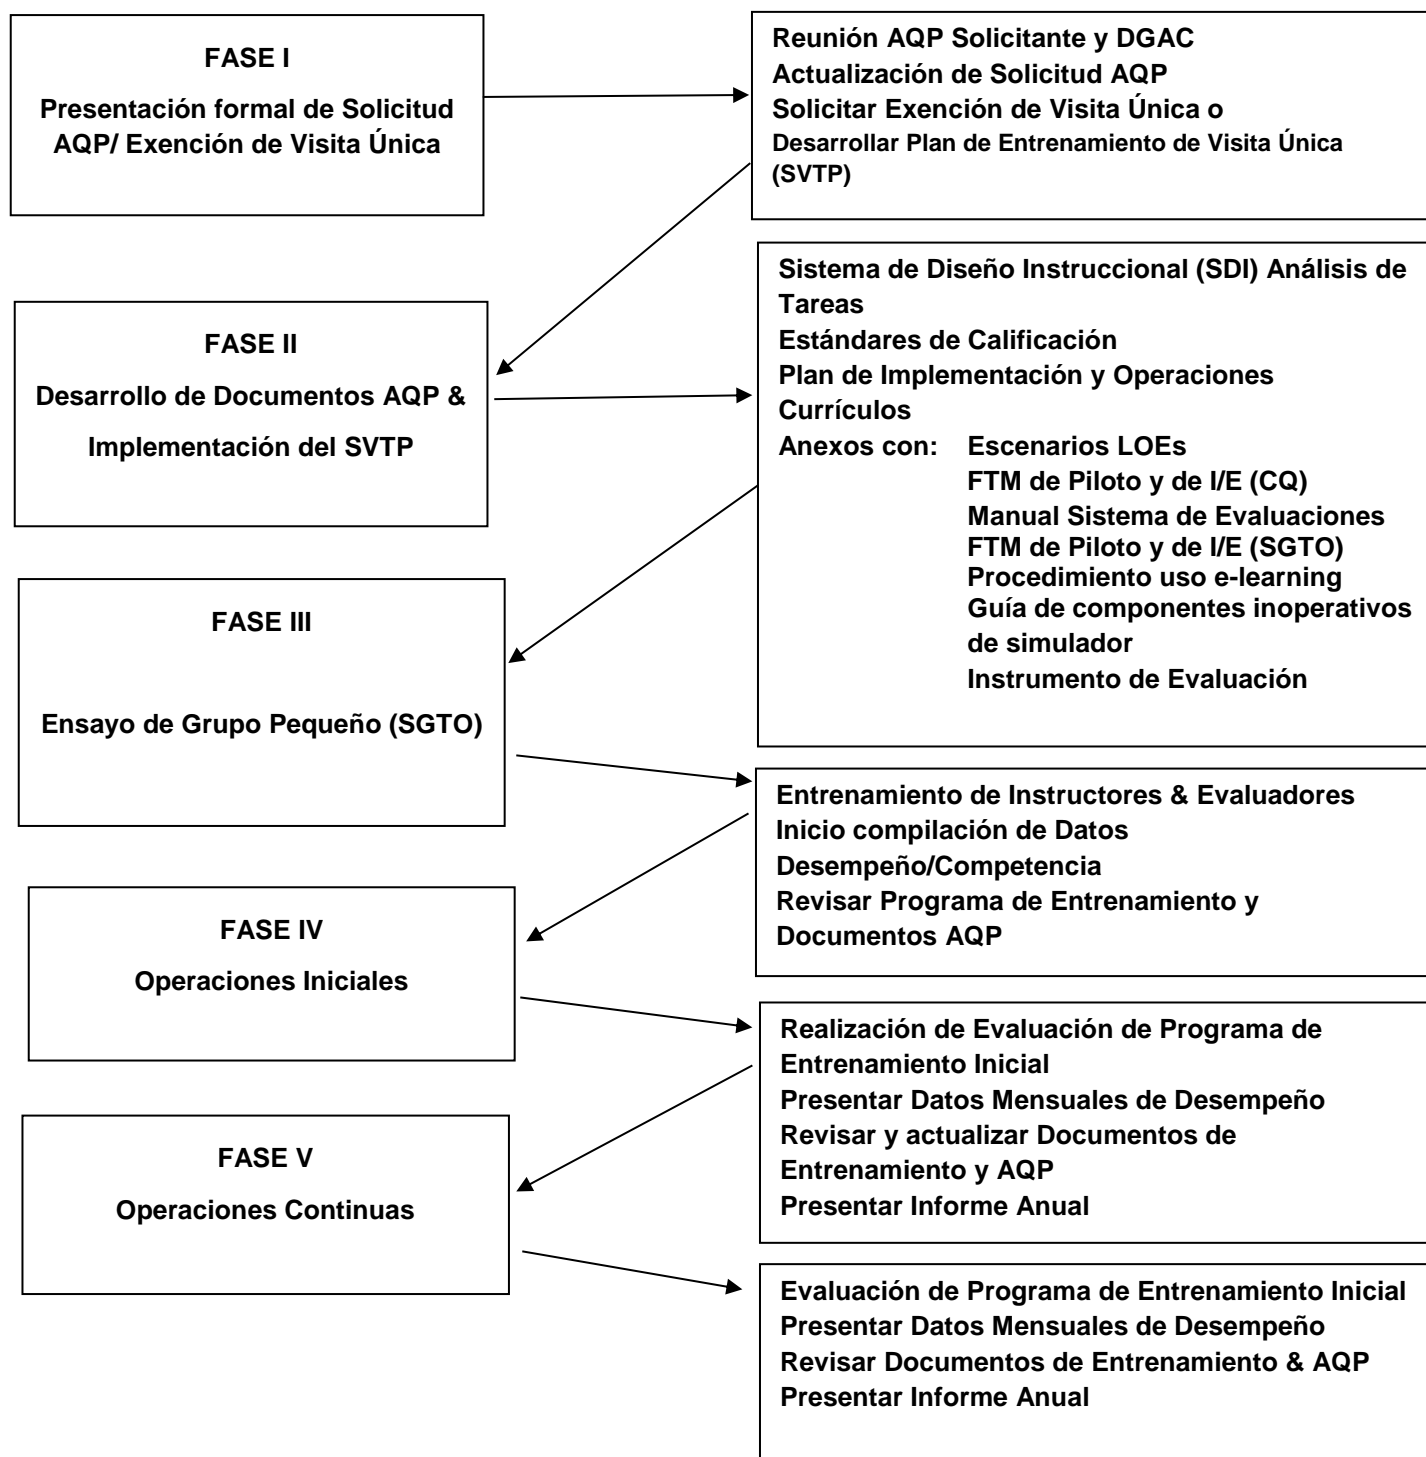 FASE I
Presentación formal de Solicitud
AQP/ Exención de Visita Única
Reunión AQP Solicitante y DGAC
Actualización de Solicitud AQP
Solicitar Exención de Visita Única o
Desarrollar Plan de Entrenamiento de Visita Única
(SVTP)
FASE II
Desarrollo de Documentos AQP &
Implementación del SVTP
Sistema de Diseño Instruccional (SDI) Análisis de
Tareas
Estándares de Calificación
Plan de Implementación y Operaciones
Currículos
Anexos con: Escenarios LOEs
FTM de Piloto y de I/E (CQ)
Manual Sistema de Evaluaciones
FTM de Piloto y de I/E (SGTO)
Procedimiento uso e-learning
Guía de componentes inoperativos
de simulador
Instrumento de Evaluación
FASE III
Ensayo de Grupo Pequeño (SGTO)
Entrenamiento de Instructores & Evaluadores
Inicio compilación de Datos
Desempeño/Competencia
Revisar Programa de Entrenamiento y
Documentos AQP
FASE IV
Operaciones Iniciales
Realización de Evaluación de Programa de
Entrenamiento Inicial
Presentar Datos Mensuales de Desempeño
Revisar y actualizar Documentos de
Entrenamiento y AQP
Presentar Informe Anual
FASE V
Operaciones Continuas
Evaluación de Programa de Entrenamiento Inicial
Presentar Datos Mensuales de Desempeño
Revisar Documentos de Entrenamiento & AQP
Presentar Informe Anual